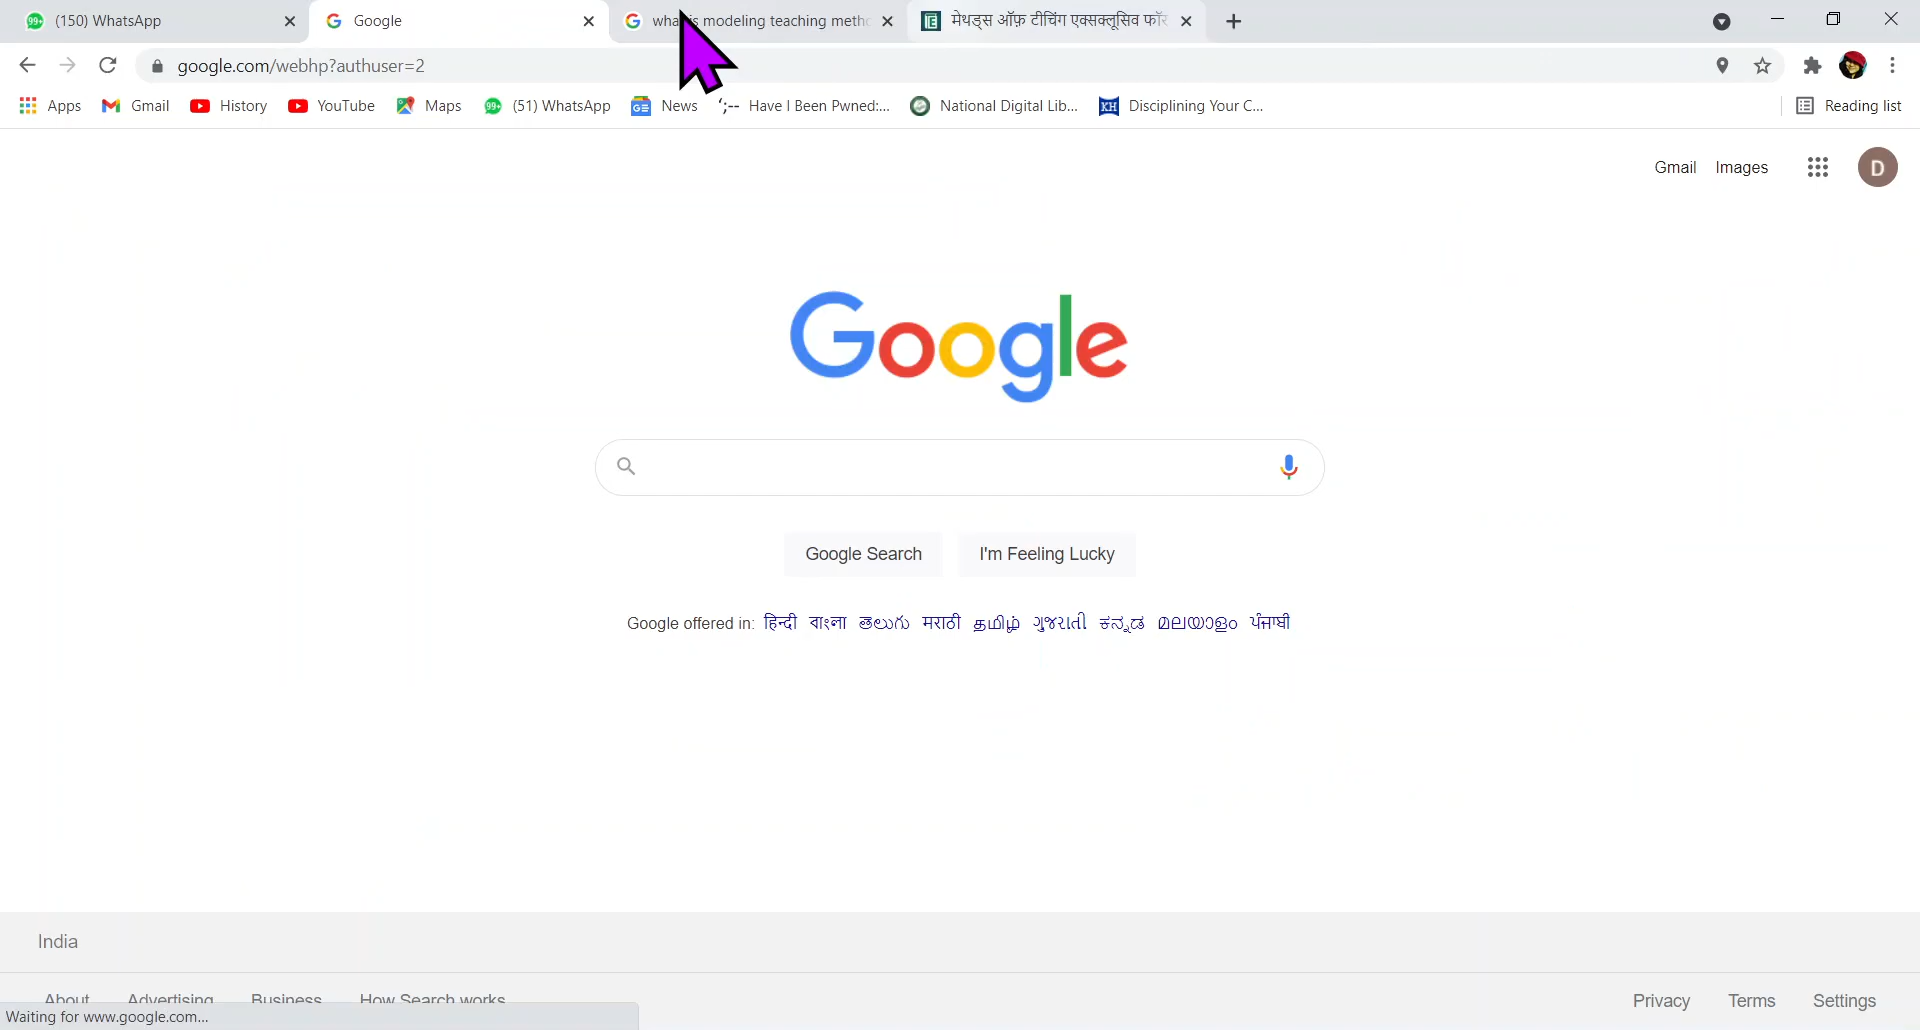 (150) WhatsApp
Google
is modeling teaching meth
मेथड्स ऑफ़ टीचिंग एक्सक्लूसिव फॉर
google.com/webhp?authuser=2
Apps Gmail History YouTube Maps (51) WhatsApp News Have I Been Pwned:... National Digital Lib... Disciplining Your C... Reading list
Gmail Images
D
Google
Google Search I'm Feeling Lucky
Google offered in: हिन्दी বাংলা తెలుగు मराठी தமிழ் ગુજરાતી ಕನ್ನಡ മലയാളം ਪੰਜਾਬੀ
India
About Advertising Business How Search works Privacy Terms Settings
Waiting for www.google.com...